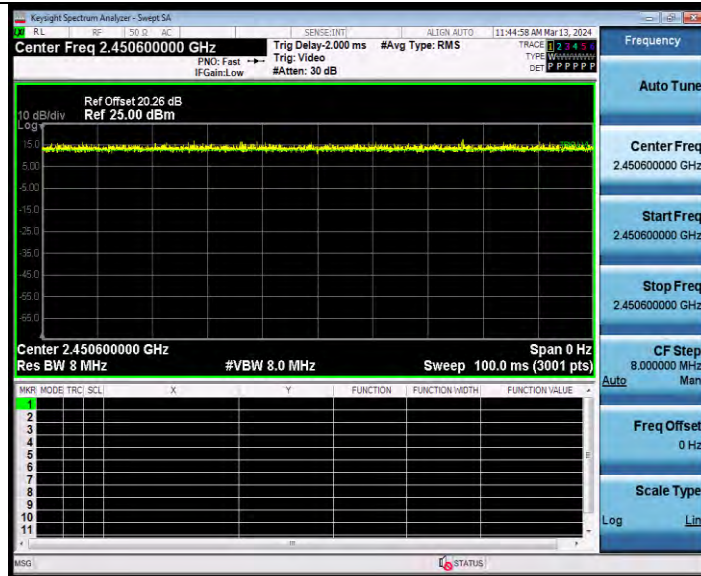 Keysight Spectrum Analyzer - Swept SA
RL RF 50 Ω AC SENSE:INT ALIGN AUTO 11:44:58 AM Mar 13, 2024
Center Freq 2.450600000 GHz
PNO: Fast
IFGain:Low
Trig Delay-2.000 ms
Trig: Video
#Atten: 30 dB
#Avg Type: RMS
TRACE 1 2 3 4 5 6
TYPE
DET P P P P P P
Ref Offset 20.26 dB
10 dB/div Ref 25.00 dBm
Log
15.0
5.00
-5.00
-15.0
-25.0
-35.0
-45.0
-55.0
-65.0
Center 2.450600000 GHz Span 0 Hz
Res BW 8 MHz #VBW 8.0 MHz Sweep 100.0 ms (3001 pts)
MKR MODE TRC SCL X Y FUNCTION FUNCTION WIDTH FUNCTION VALUE
1
2
3
4
5
6
7
8
9
10
11
MSG STATUS
Frequency
Auto Tune
Center Freq
2.450600000 GHz
Start Freq
2.450600000 GHz
Stop Freq
2.450600000 GHz
CF Step
8.000000 MHz
Auto Man
Freq Offset
0 Hz
Scale Type
Log Lin